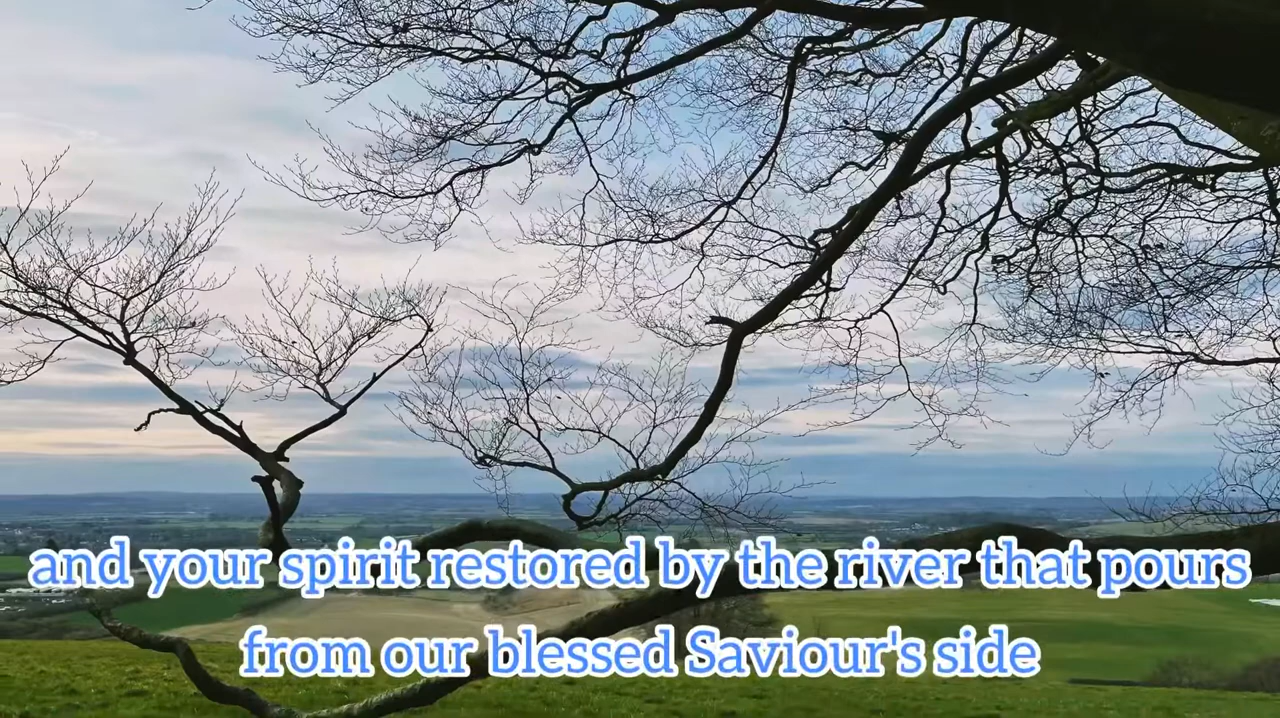 and your spirit restored by the river that pours
from our blessed Saviour's side